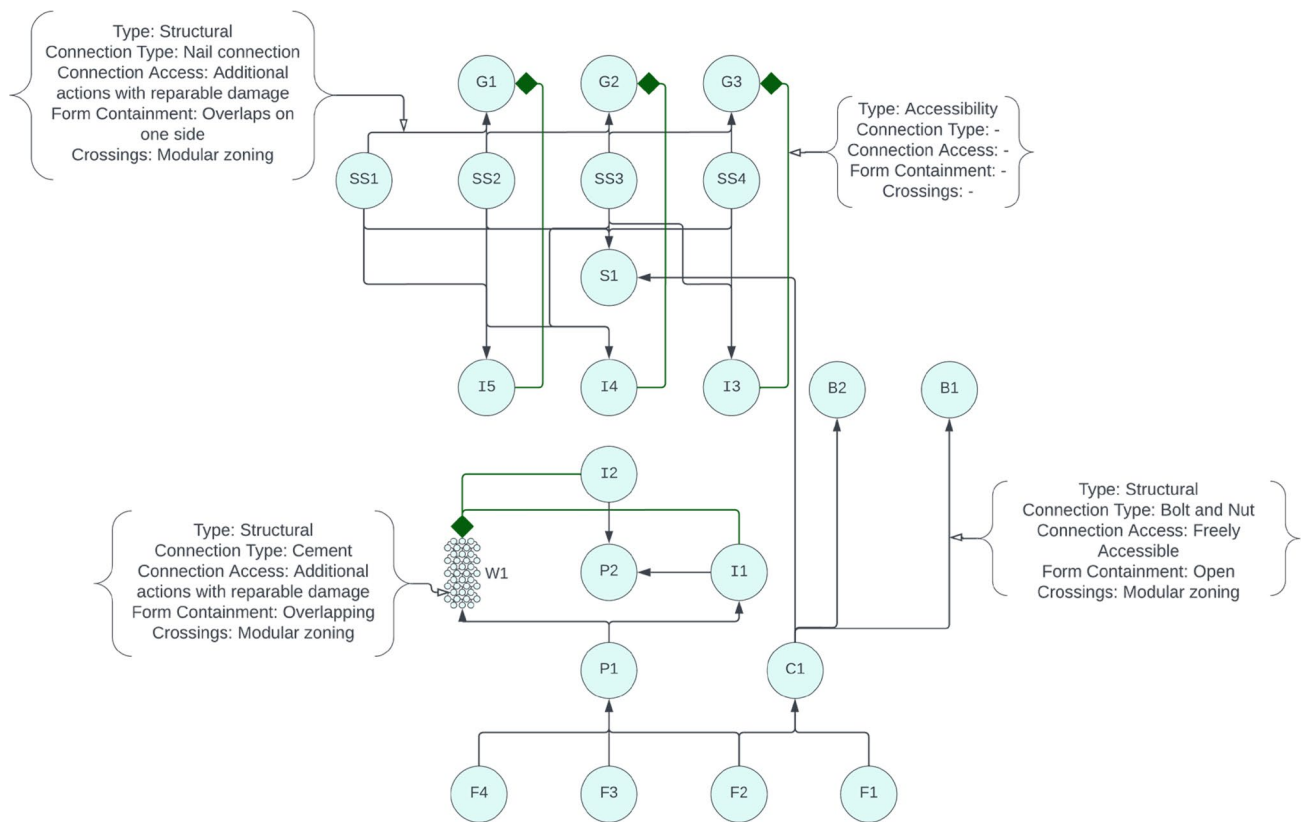 Type: Structural
Connection Type: Nail connection
Connection Access: Additional
actions with reparable damage
Form Containment: Overlaps on
one side
Crossings: Modular zoning
G1
G2
G3
Type: Accessibility
Connection Type: -
Connection Access: -
Form Containment: -
Crossings: -
SS1
SS2
SS3
SS4
S1
I5
I4
I3
B2
B1
I2
Type: Structural
Connection Type: Cement
Connection Access: Additional
actions with reparable damage
Form Containment: Overlapping
Crossings: Modular zoning
W1
P2
I1
Type: Structural
Connection Type: Bolt and Nut
Connection Access: Freely
Accessible
Form Containment: Open
Crossings: Modular zoning
P1
C1
F4
F3
F2
F1